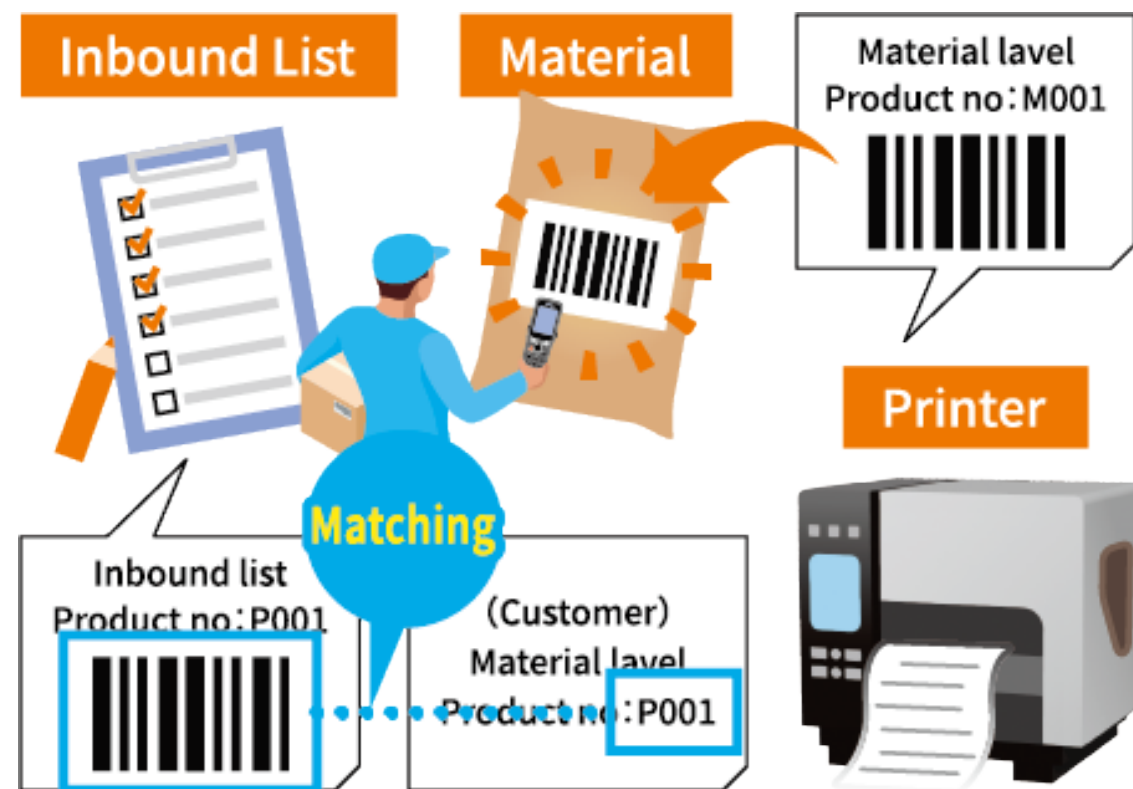 Inbound List
Material
Material lavel
Product no:M001
Printer
Matching
Inbound list
Product no:P001
(Customer)
Material lavel
Product no:P001